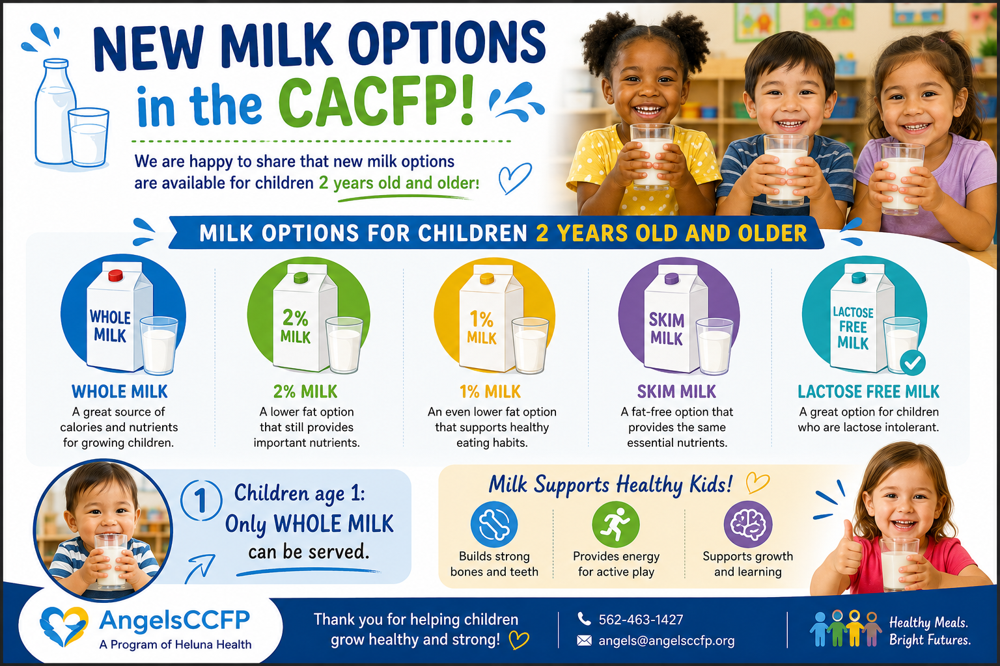 NEW MILK OPTIONS
in the CACFP!
We are happy to share that new milk options
are available for children 2 years old and older!
MILK OPTIONS FOR CHILDREN 2 YEARS OLD AND OLDER
WHOLE
MILK
2%
MILK
1%
MILK
SKIM
MILK
LACTOSE
FREE
MILK
WHOLE MILK
A great source of
calories and nutrients
for growing children.
2% MILK
A lower fat option
that still provides
important nutrients.
1% MILK
An even lower fat option
that supports healthy
eating habits.
SKIM MILK
A fat-free option that
provides the same
essential nutrients.
LACTOSE FREE MILK
A great option for children
who are lactose intolerant.
1
Children age 1:
Only WHOLE MILK
can be served.
Milk Supports Healthy Kids!
Builds strong
bones and teeth
Provides energy
for active play
Supports growth
and learning
AngelsCCFP
A Program of Heluna Health
Thank you for helping children
grow healthy and strong!
562-463-1427
angels@angelsccfp.org
Healthy Meals.
Bright Futures.